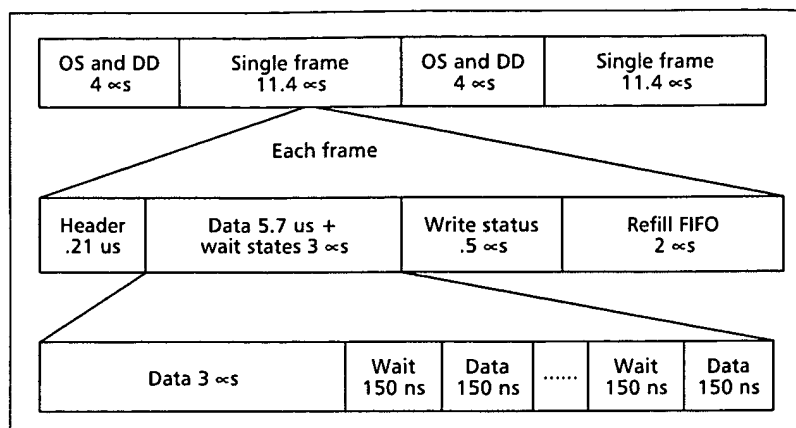 OS and DD
4 ∝s
Single frame
11.4 ∝s
OS and DD
4 ∝s
Single frame
11.4 ∝s
Each frame
Header
.21 us
Data 5.7 us +
wait states 3 ∝s
Write status
.5 ∝s
Refill FIFO
2 ∝s
Data 3 ∝s
Wait
150 ns
Data
150 ns
......
Wait
150 ns
Data
150 ns